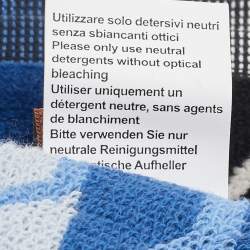 Utilizzare solo detersivi neutri
senza sbiancanti ottici
Please only use neutral
detergents without optical
bleaching
Utiliser uniquement un
détergent neutre, sans agents
de blanchiment
Bitte verwenden Sie nur
neutrale Reinigungsmittel
Aufheller